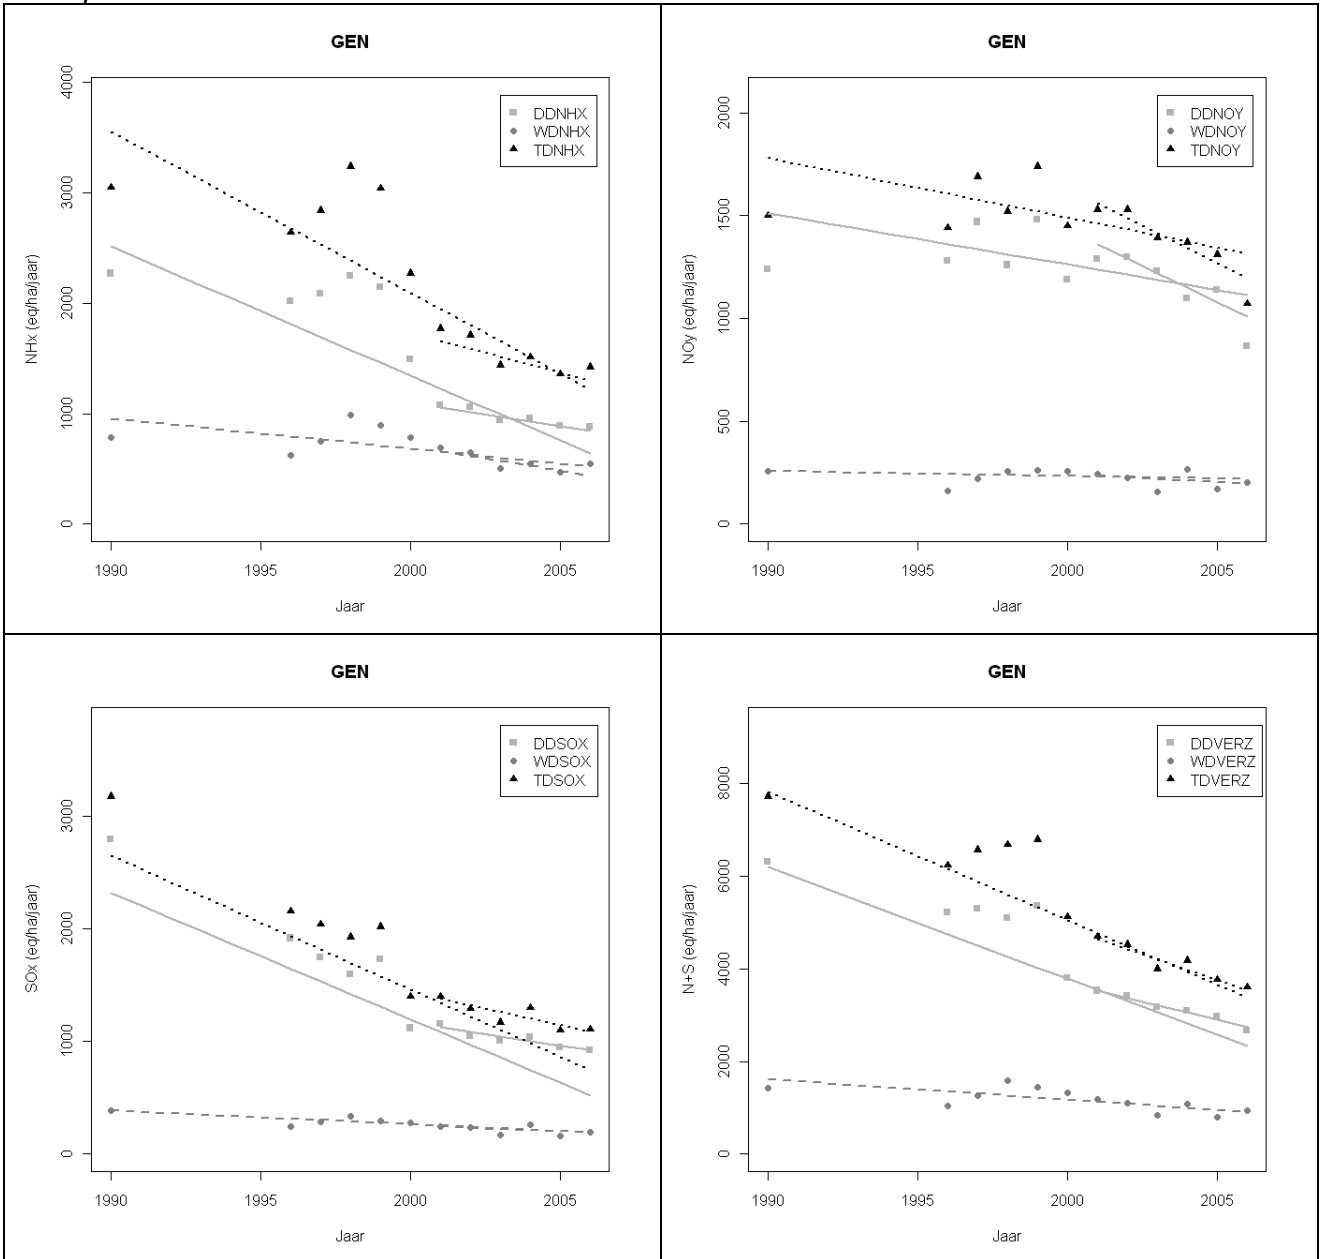 GEN
NHx (eq/ha/jaar)
4000
3000
2000
1000
0
DDNHX
WDNHX
TDNHX
1990 1995 2000 2005
Jaar
GEN
NOy (eq/ha/jaar)
2000
1500
1000
500
0
DDNOY
WDNOY
TDNOY
1990 1995 2000 2005
Jaar
GEN
SOx (eq/ha/jaar)
3000
2000
1000
0
DDSOX
WDSOX
TDSOX
1990 1995 2000 2005
Jaar
GEN
N+S (eq/ha/jaar)
8000
6000
4000
2000
0
DDVERZ
WDVERZ
TDVERZ
1990 1995 2000 2005
Jaar